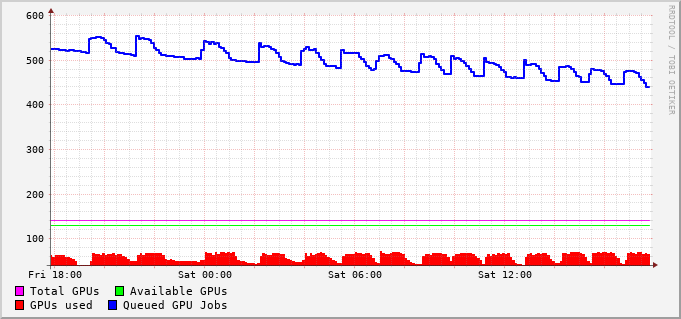 600
500
400
300
200
100
Fri 18:00 Sat 00:00 Sat 06:00 Sat 12:00
Total GPUs Available GPUs
GPUs used Queued GPU Jobs
RRDTOOL / TOBI OETIKER